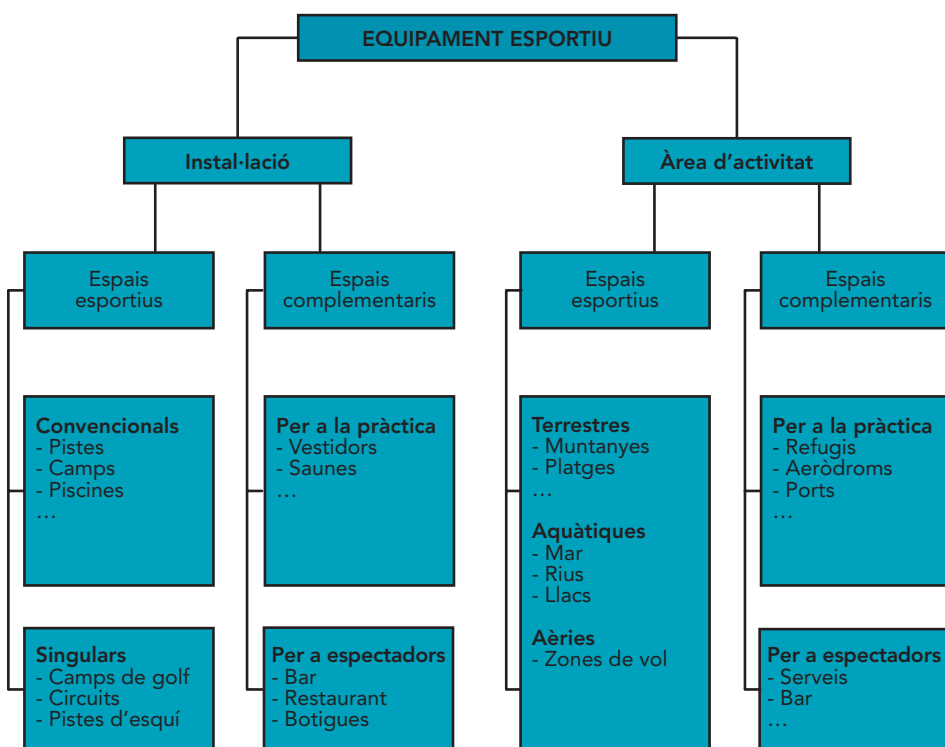 EQUIPAMENT ESPORTIU
Instal·lació
Àrea d'activitat
Espais
esportius
Espais
complementaris
Espais
esportius
Espais
complementaris
Convencionals
- Pistes
- Camps
- Piscines
…
Singulars
- Camps de golf
- Circuits
- Pistes d'esquí
Per a la pràctica
- Vestidors
- Saunes
…
Per a espectadors
- Bar
- Restaurant
- Botigues
Terrestres
- Muntanyes
- Platges
…
Aquàtiques
- Mar
- Rius
- Llacs
Aèries
- Zones de vol
Per a la pràctica
- Refugis
- Aeròdroms
- Ports
…
Per a espectadors
- Serveis
- Bar
…